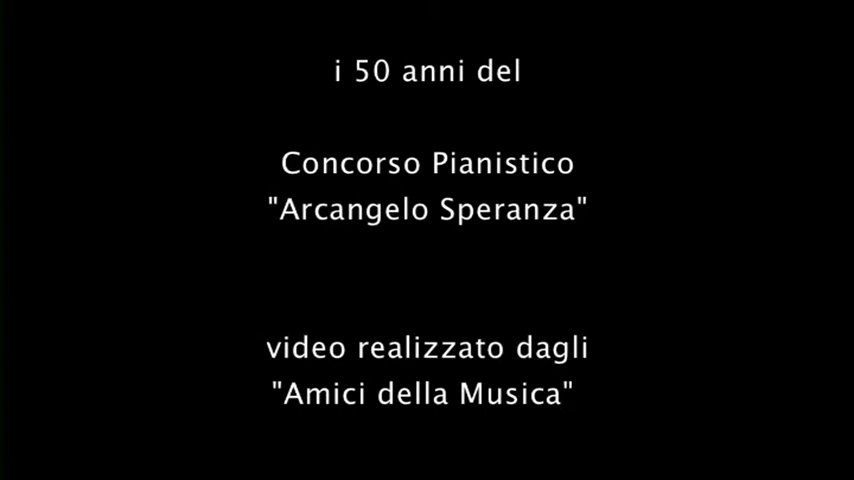 i 50 anni del
Concorso Pianistico
"Arcangelo Speranza"
video realizzato dagli
"Amici della Musica"